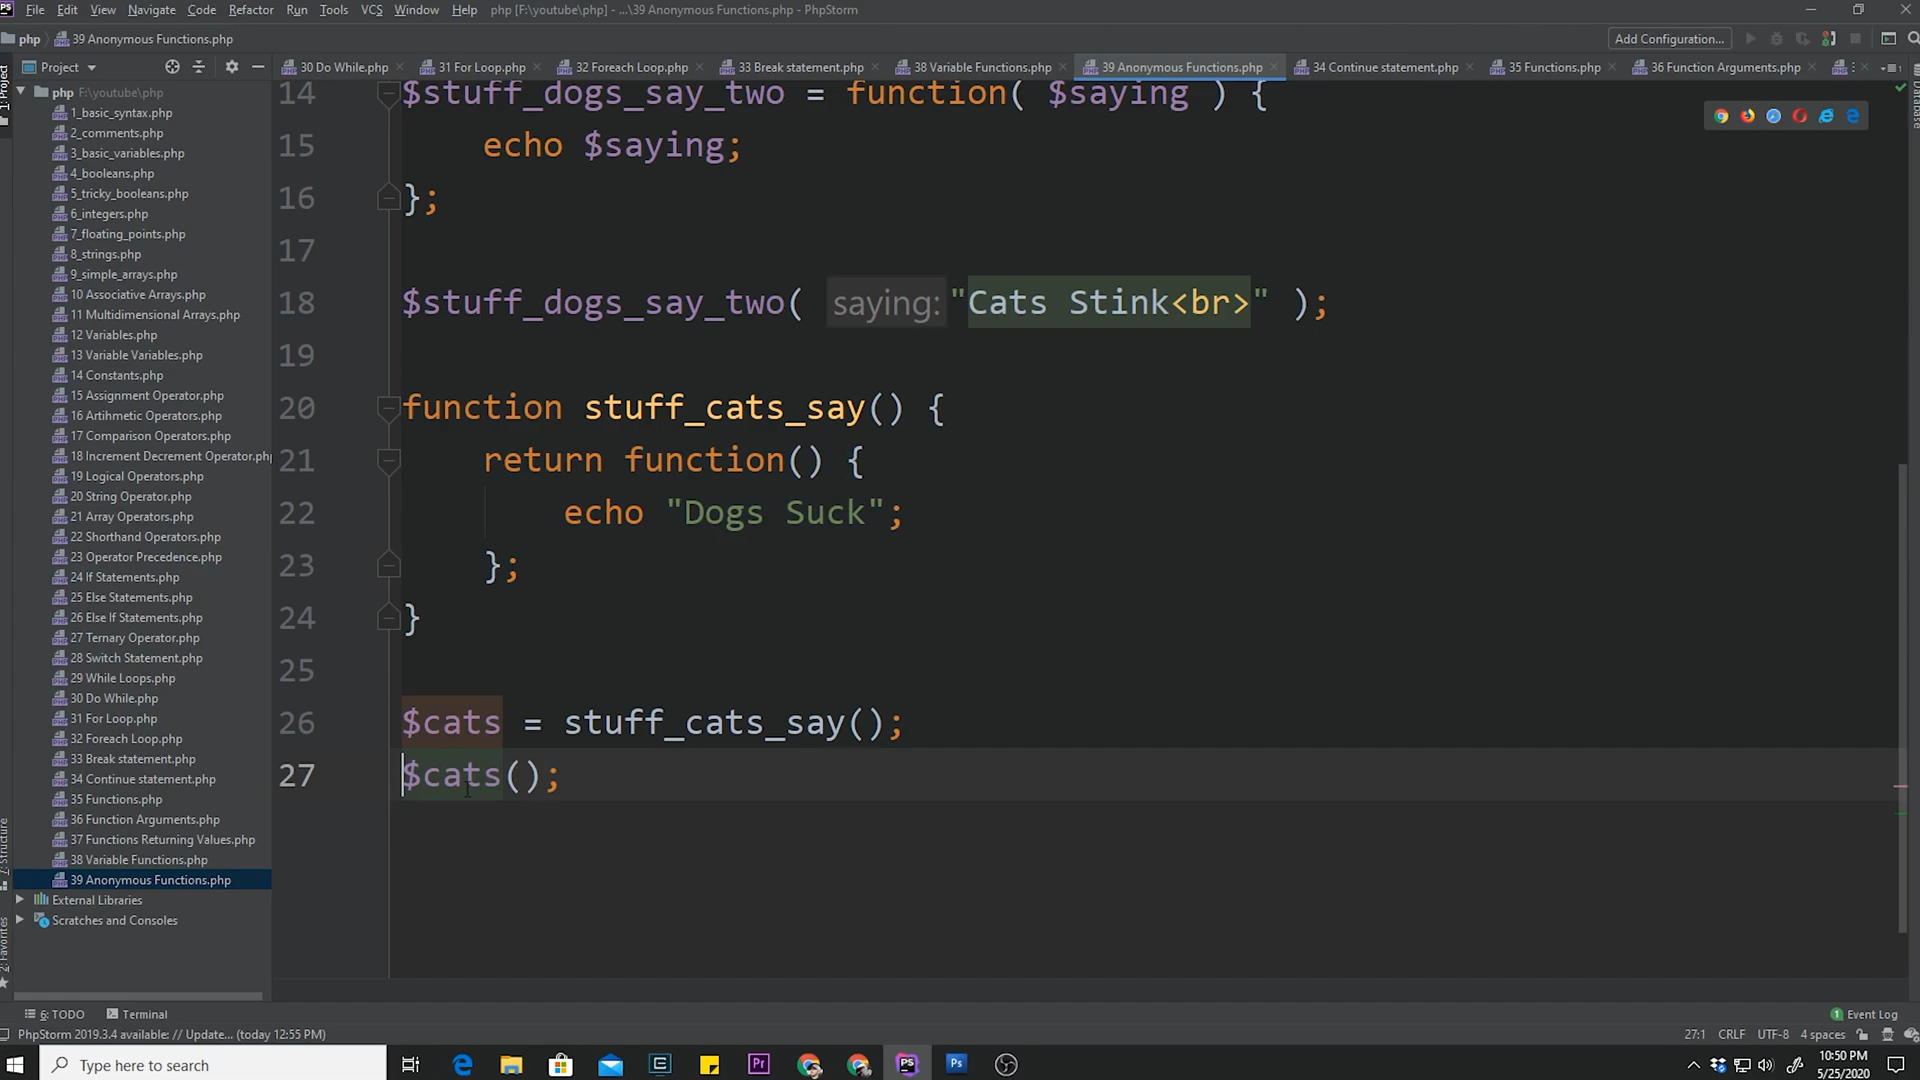 File Edit View Navigate Code Refactor Run Tools VCS Window Help php [F:\youtube\php] - ...\39 Anonymous Functions.php - PhpStorm
php 39 Anonymous Functions.php Add Configuration...
Project 30 Do While.php 31 For Loop.php 32 Foreach Loop.php 33 Break statement.php 38 Variable Functions.php 39 Anonymous Functions.php 34 Continue statement.php 35 Functions.php 36 Function Arguments.php
1: Project
php F:\youtube\php
1_basic_syntax.php
2_comments.php
3_basic_variables.php
4_booleans.php
5_tricky_booleans.php
6_integers.php
7_floating_points.php
8_strings.php
9_simple_arrays.php
10 Associative Arrays.php
11 Multidimensional Arrays.php
12 Variables.php
13 Variable Variables.php
14 Constants.php
15 Assignment Operator.php
16 Artihmetic Operators.php
17 Comparison Operators.php
18 Increment Decrement Operator.php
19 Logical Operators.php
20 String Operator.php
21 Array Operators.php
22 Shorthand Operators.php
23 Operator Precedence.php
24 If Statements.php
25 Else Statements.php
26 Else If Statements.php
27 Ternary Operator.php
28 Switch Statement.php
29 While Loops.php
30 Do While.php
31 For Loop.php
32 Foreach Loop.php
33 Break statement.php
34 Continue statement.php
35 Functions.php
36 Function Arguments.php
37 Functions Returning Values.php
38 Variable Functions.php
39 Anonymous Functions.php
External Libraries
Scratches and Consoles
7: Structure
2: Favorites
14 $stuff_dogs_say_two = function( $saying ) {
15 echo $saying;
16 };
17
18 $stuff_dogs_say_two( saying: "Cats Stink<br>" );
19
20 function stuff_cats_say() {
21 return function() {
22 echo "Dogs Suck";
23 };
24 }
25
26 $cats = stuff_cats_say();
27 $cats();
Database
6: TODO Terminal 1 Event Log
PhpStorm 2019.3.4 available: // Update... (today 12:55 PM) 27:1 CRLF UTF-8 4 spaces
Type here to search Pr PS Ps 10:50 PM
5/25/2020